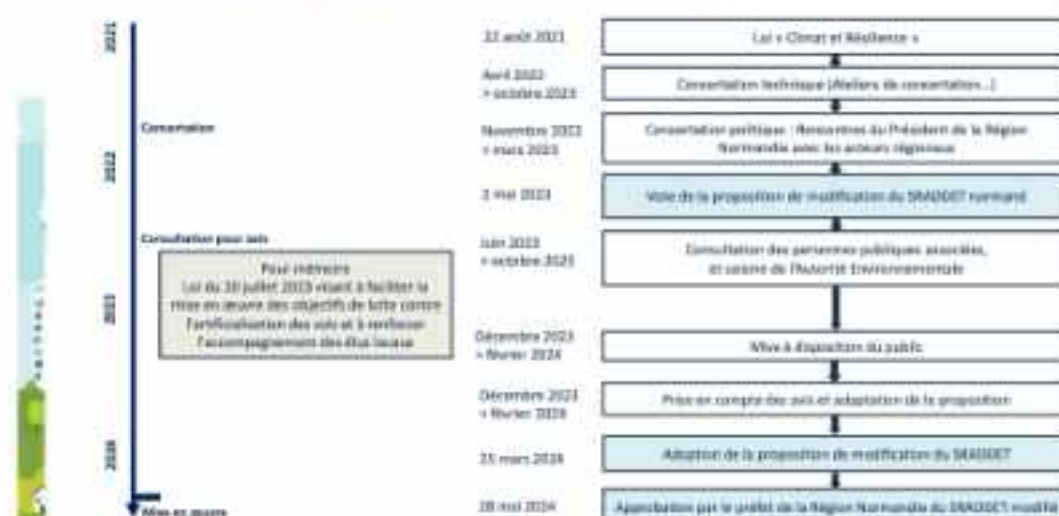 2021
22 août 2021
Loi « Climat et Résilience »
Avril 2022
> octobre 2023
Concertation technique (Ateliers de concertation...)
Concertation
Novembre 2022
> mars 2023
Concertation politique : Rencontres du Président de la Région
Normandie avec les acteurs régionaux
2022
2 mai 2023
Vote de la proposition de modification du SRADDET normand
Consultation pour avis
Juin 2023
> octobre 2023
Consultation des personnes publiques associées,
et saisine de l'Autorité Environnementale
Pour mémoire
Loi du 20 juillet 2023 visant à faciliter la
mise en œuvre des objectifs de lutte contre
l'artificialisation des sols et à renforcer
l'accompagnement des élus locaux
2023
Décembre 2023
> février 2024
Mise à disposition du public
Décembre 2023
> février 2024
Prise en compte des avis et adaptation de la proposition
2024
25 mars 2024
Adoption de la proposition de modification du SRADDET
28 mai 2024
Approbation par le préfet de la Région Normandie du SRADDET modifié
Mise en œuvre